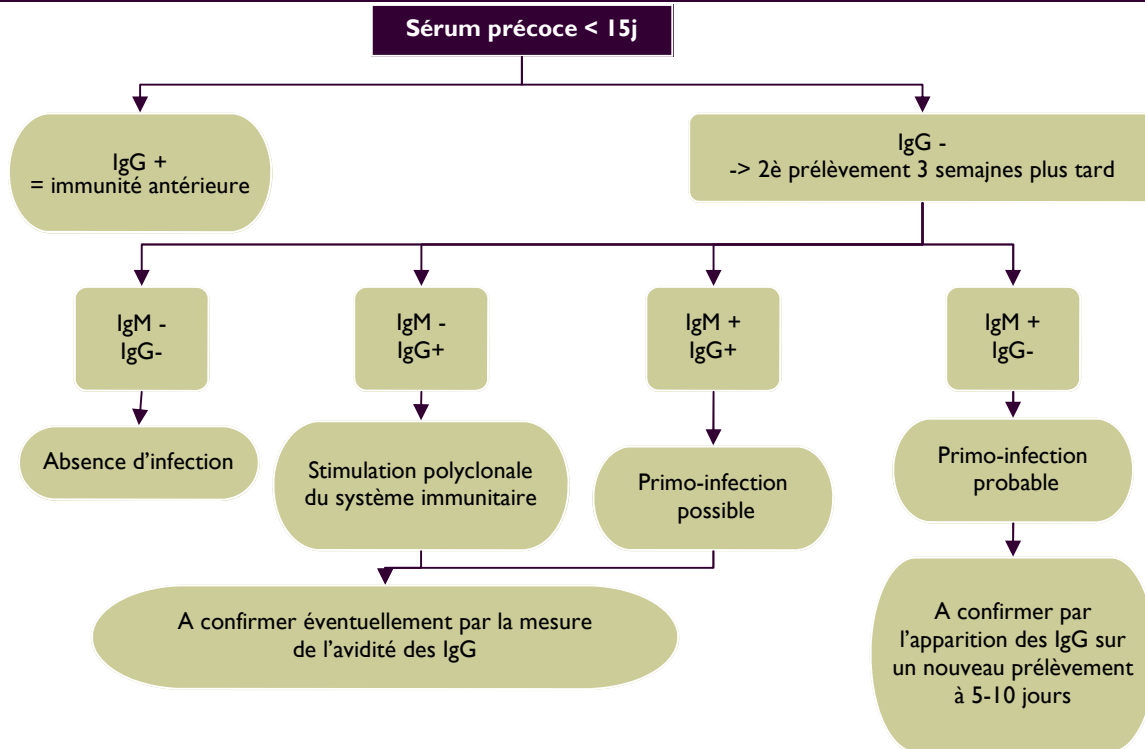 Sérum précoce < 15j
IgG +
= immunité antérieure
IgG -
-> 2è prélèvement 3 semajnes plus tard
IgM -
IgG-
IgM -
IgG+
IgM +
IgG+
IgM +
IgG-
Absence d'infection
Stimulation polyclonale
du système immunitaire
Primo-infection
possible
Primo-infection
probable
A confirmer éventuellement par la mesure
de l'avidité des IgG
A confirmer par
l'apparition des IgG sur
un nouveau prélèvement
à 5-10 jours